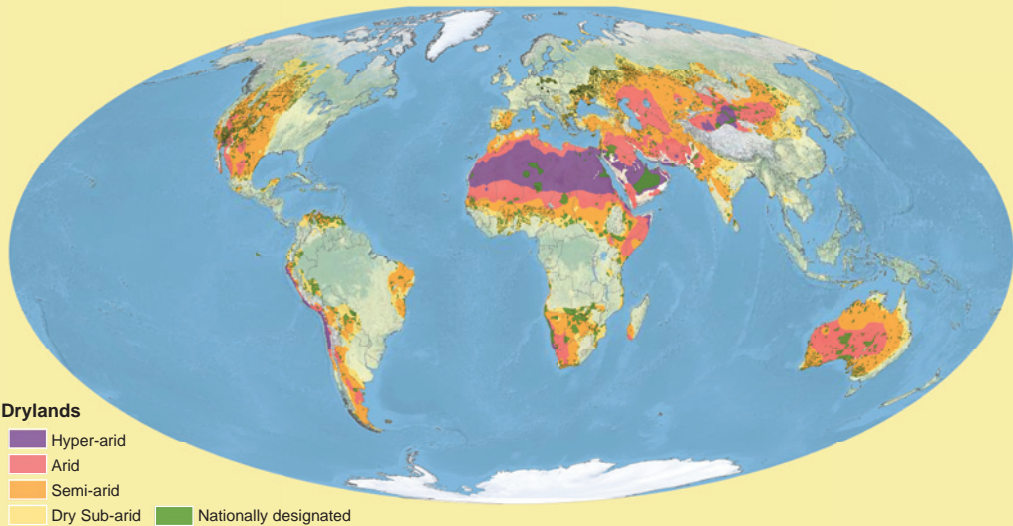 Drylands
Hyper-arid
Arid
Semi-arid
Dry Sub-arid Nationally designated